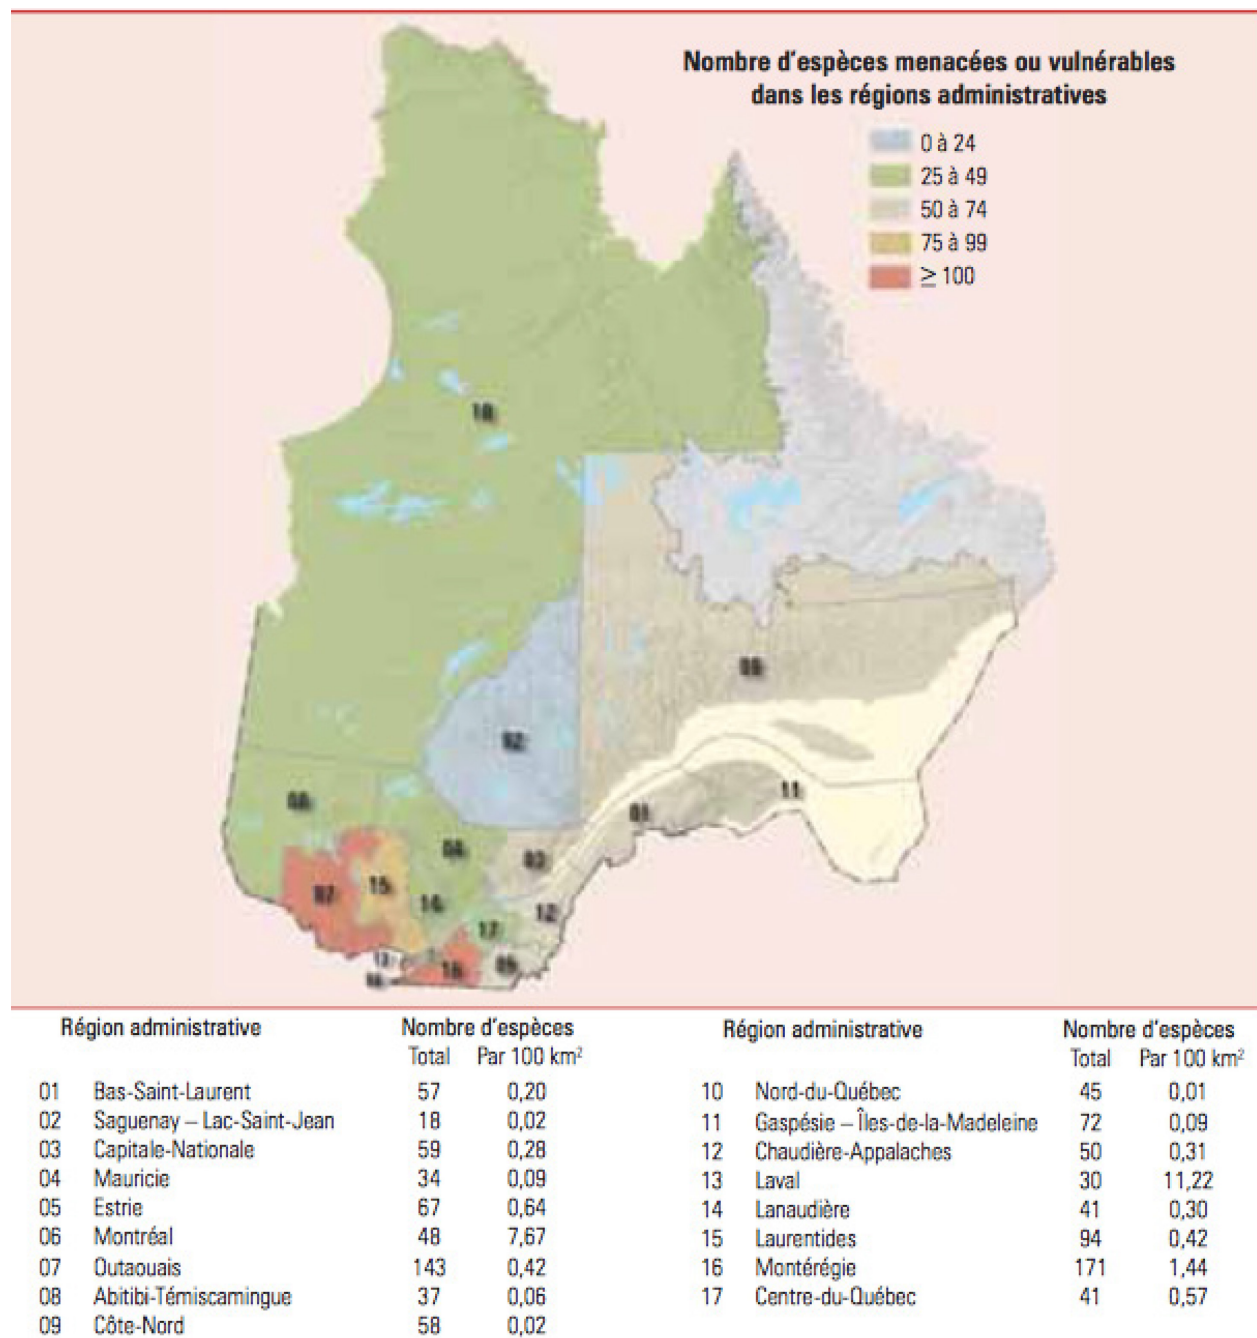 Nombre d'espèces menacées ou vulnérables
dans les régions administratives
0 à 24
25 à 49
50 à 74
75 à 99
≥ 100
10
02
09
11
01
08
04
03
07
15
14
17
12
13
16
05
06
Région administrative Nombre d'espèces
Total Par 100 km²
01 Bas-Saint-Laurent 57 0,20
02 Saguenay – Lac-Saint-Jean 18 0,02
03 Capitale-Nationale 59 0,28
04 Mauricie 34 0,09
05 Estrie 67 0,64
06 Montréal 48 7,67
07 Outaouais 143 0,42
08 Abitibi-Témiscamingue 37 0,06
09 Côte-Nord 58 0,02
Région administrative Nombre d'espèces
Total Par 100 km²
10 Nord-du-Québec 45 0,01
11 Gaspésie – Îles-de-la-Madeleine 72 0,09
12 Chaudière-Appalaches 50 0,31
13 Laval 30 11,22
14 Lanaudière 41 0,30
15 Laurentides 94 0,42
16 Montérégie 171 1,44
17 Centre-du-Québec 41 0,57